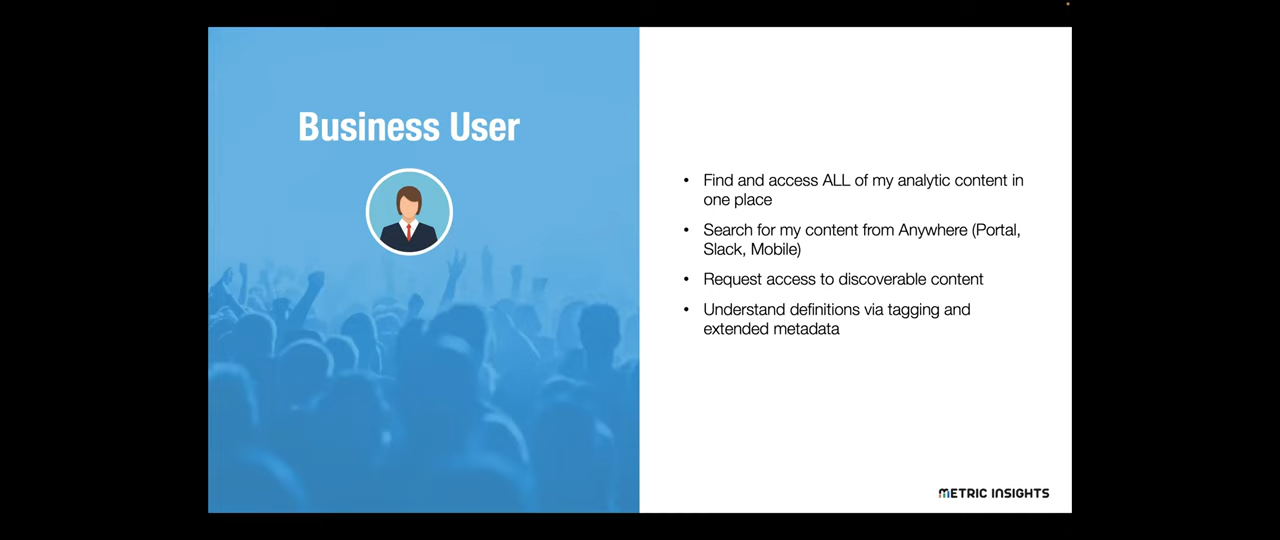 Business User
• Find and access ALL of my analytic content in
one place
• Search for my content from Anywhere (Portal,
Slack, Mobile)
• Request access to discoverable content
• Understand definitions via tagging and
extended metadata
METRIC INSIGHTS